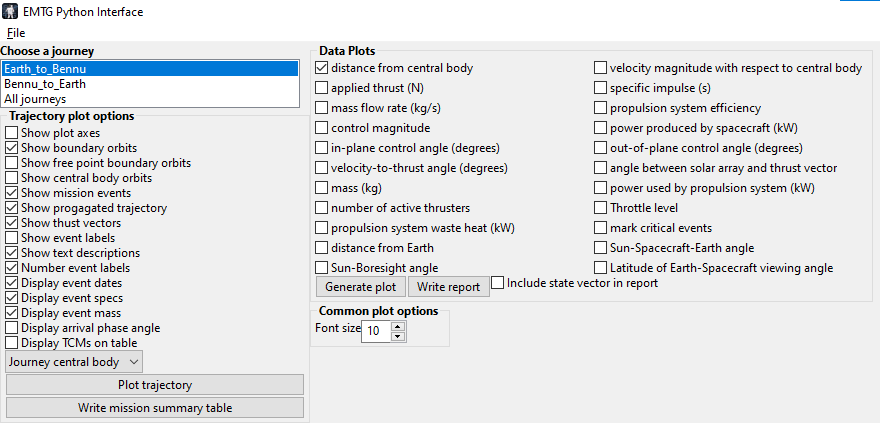 EMTG Python Interface
File
Choose a journey
Earth_to_Bennu
Bennu_to_Earth
All journeys
Trajectory plot options
Show plot axes
Show boundary orbits
Show free point boundary orbits
Show central body orbits
Show mission events
Show progagated trajectory
Show thust vectors
Show event labels
Show text descriptions
Number event labels
Display event dates
Display event specs
Display event mass
Display arrival phase angle
Display TCMs on table
Journey central body
Plot trajectory
Write mission summary table
Data Plots
distance from central body velocity magnitude with respect to central body
applied thrust (N) specific impulse (s)
mass flow rate (kg/s) propulsion system efficiency
control magnitude power produced by spacecraft (kW)
in-plane control angle (degrees) out-of-plane control angle (degrees)
velocity-to-thrust angle (degrees) angle between solar array and thrust vector
mass (kg) power used by propulsion system (kW)
number of active thrusters Throttle level
propulsion system waste heat (kW) mark critical events
distance from Earth Sun-Spacecraft-Earth angle
Sun-Boresight angle Latitude of Earth-Spacecraft viewing angle
Generate plot Write report Include state vector in report
Common plot options
Font size 10